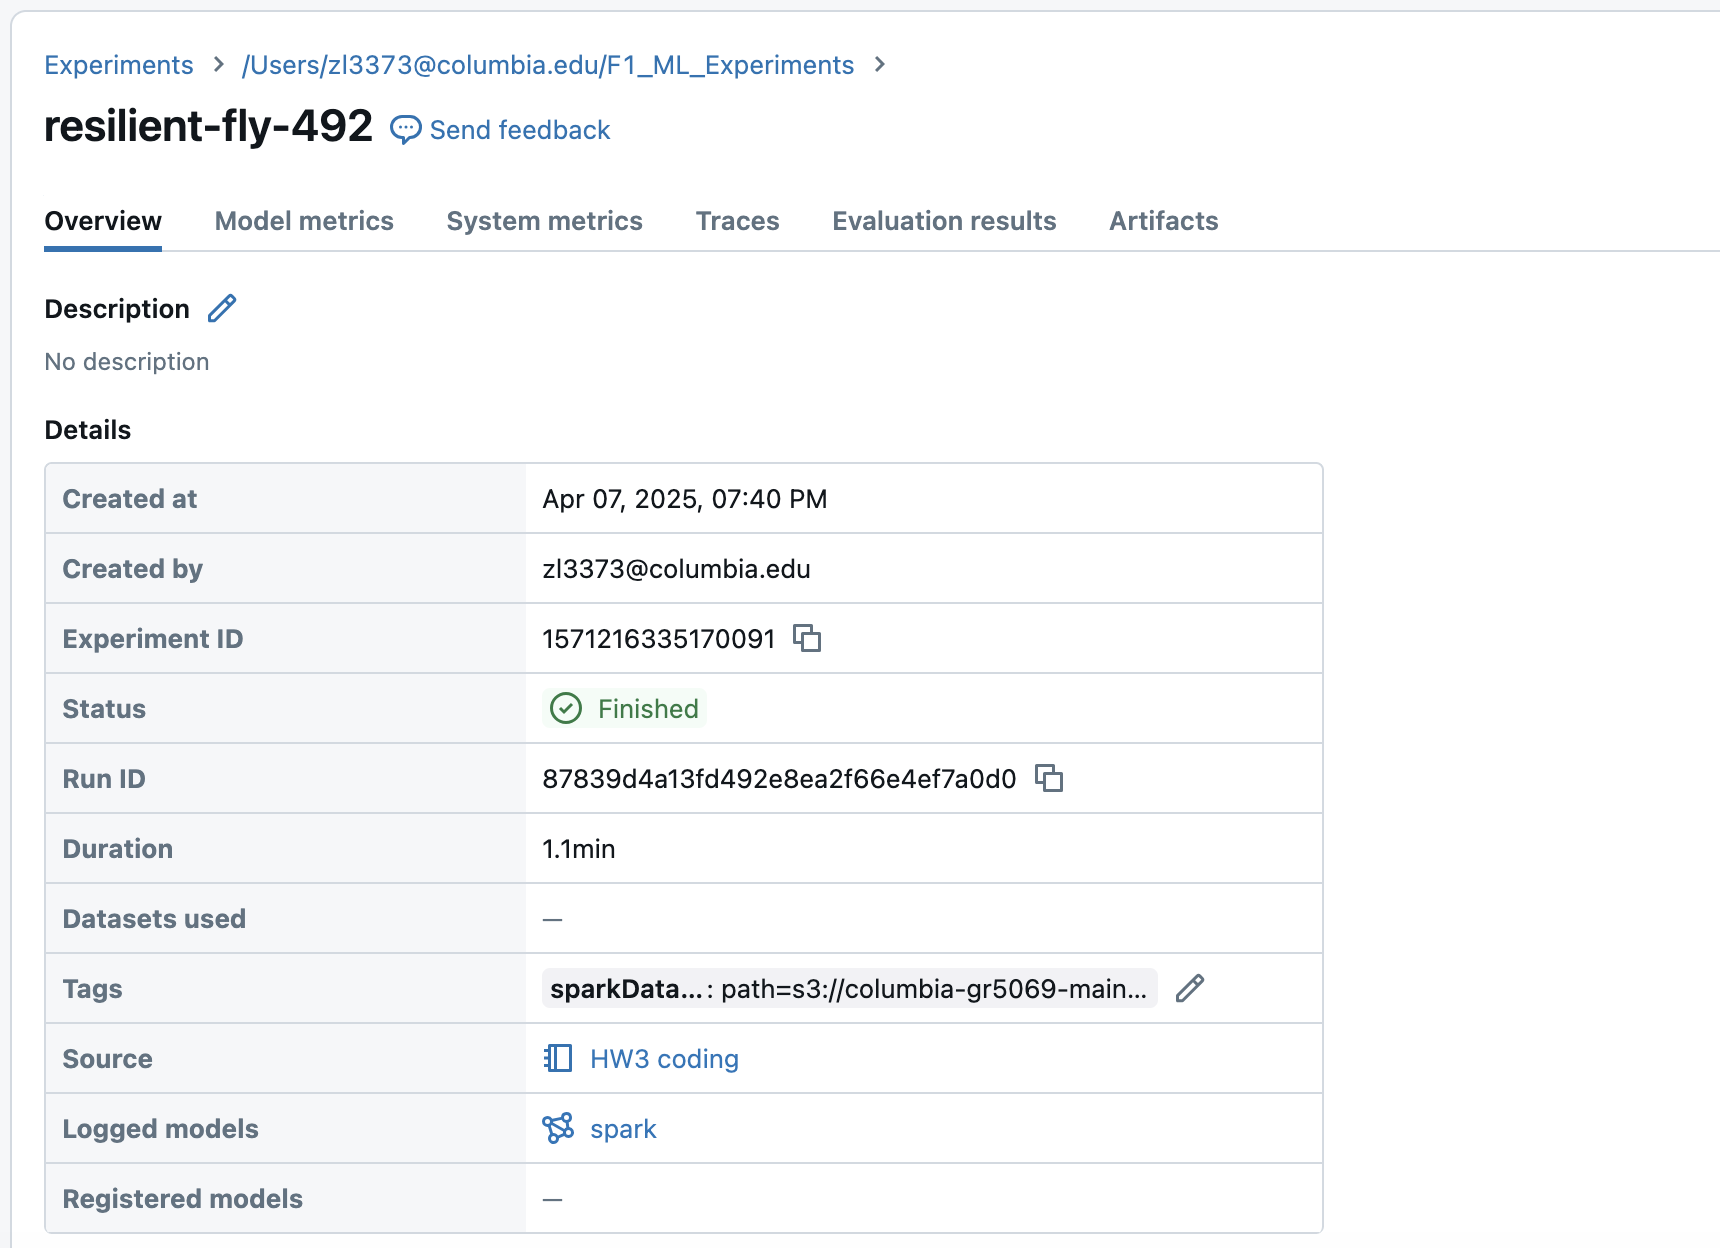 Experiments > /Users/zl3373@columbia.edu/F1_ML_Experiments >
resilient-fly-492 Send feedback
Overview Model metrics System metrics Traces Evaluation results Artifacts
Description
No description
Details
Created at Apr 07, 2025, 07:40 PM
Created by zl3373@columbia.edu
Experiment ID 1571216335170091
Status Finished
Run ID 87839d4a13fd492e8ea2f66e4ef7a0d0
Duration 1.1min
Datasets used —
Tags sparkData... : path=s3://columbia-gr5069-main...
Source HW3 coding
Logged models spark
Registered models —